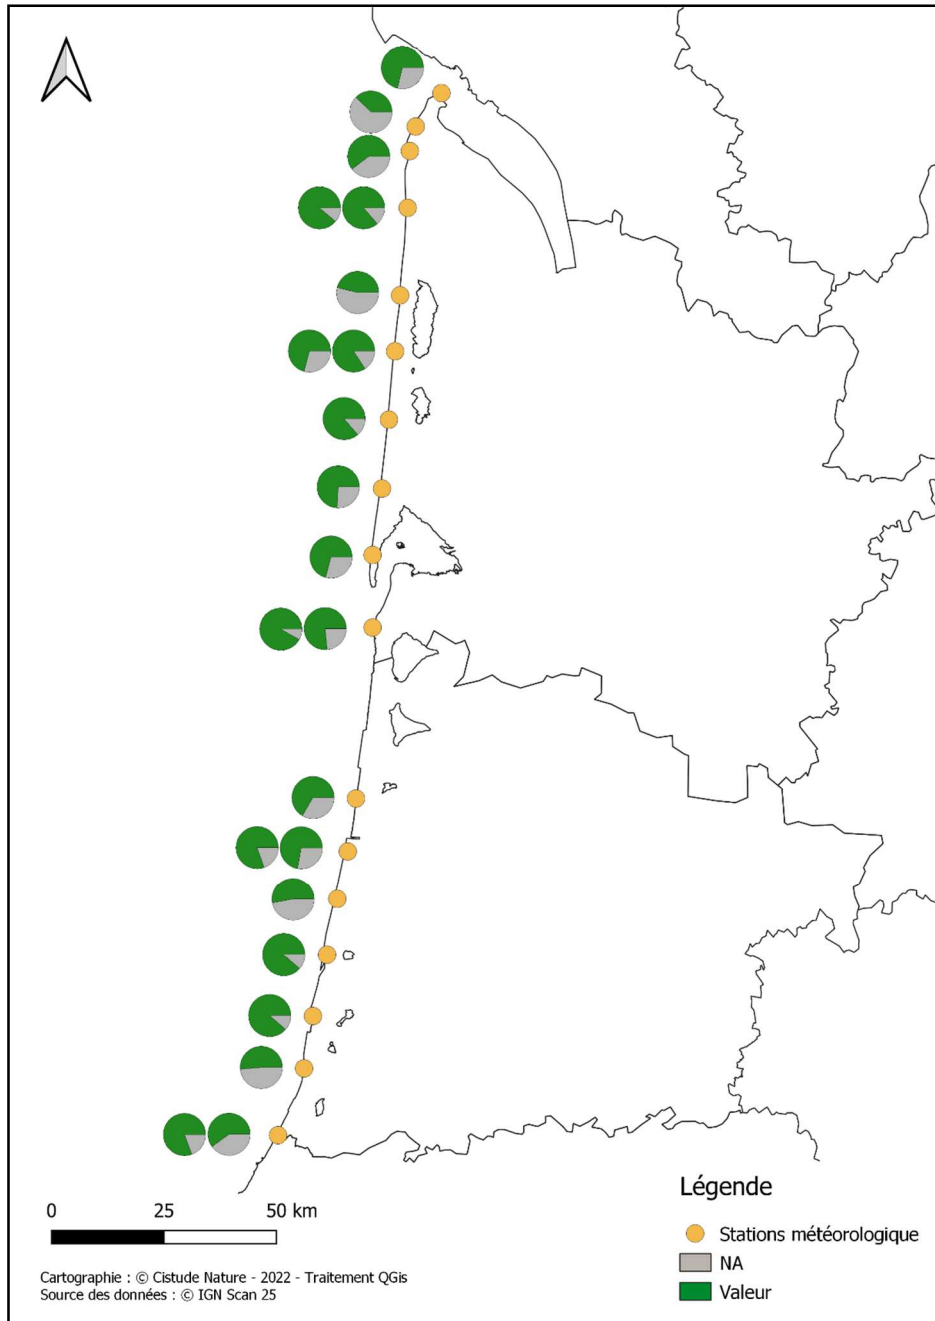 0 25 50 km
Cartographie : © Cistude Nature - 2022 - Traitement QGis
Source des données : © IGN Scan 25
Légende
Stations météorologique
NA
Valeur